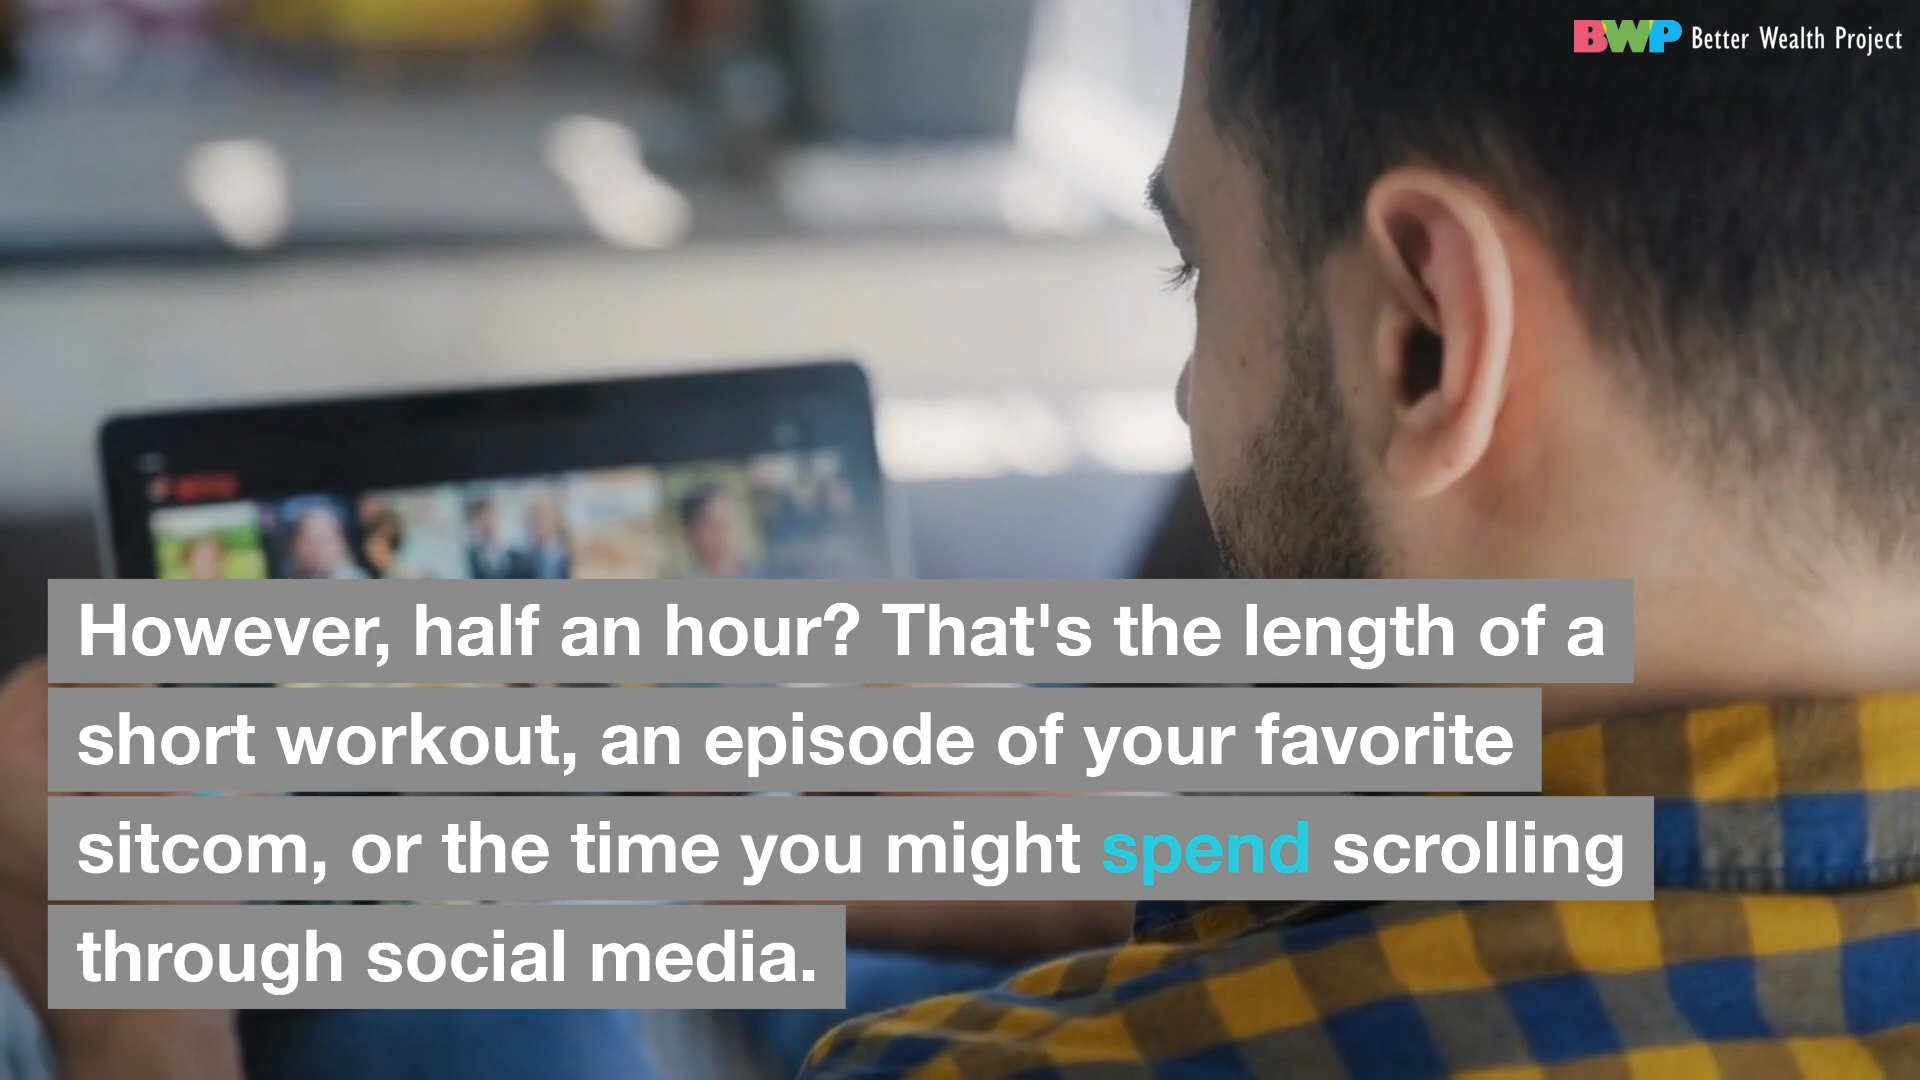 BWP Better Wealth Project
However, half an hour? That's the length of a
short workout, an episode of your favorite
sitcom, or the time you might spend scrolling
through social media.